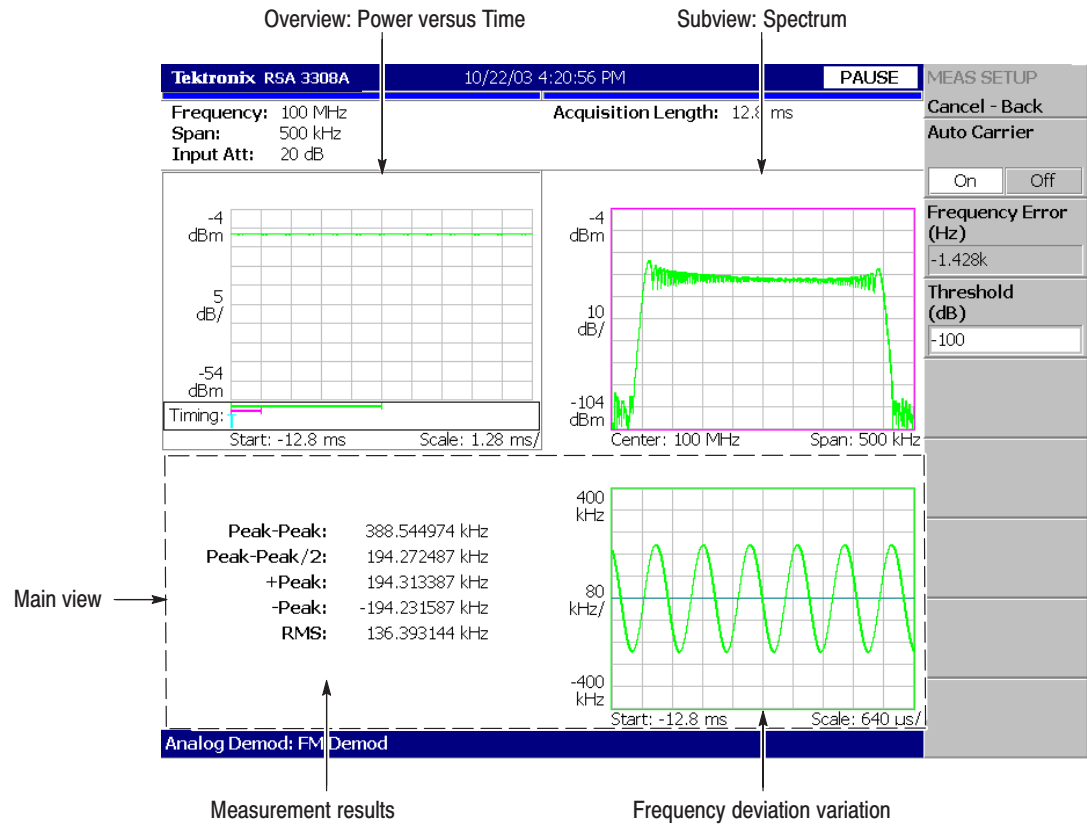 Overview: Power versus Time
Subview: Spectrum
Tektronix RSA 3308A
10/22/03 4:20:56 PM
PAUSE
MEAS SETUP
Frequency: 100 MHz
Acquisition Length: 12.8 ms
Cancel - Back
Span: 500 kHz
Input Att: 20 dB
Auto Carrier
On
Off
Frequency Error
(Hz)
-1.428k
Threshold
(dB)
-100
-4
dBm
5
dB/
-54
dBm
Timing:
Start: -12.8 ms
Scale: 1.28 ms/
-4
dBm
10
dB/
-104
dBm
Center: 100 MHz
Span: 500 kHz
Main view
Peak-Peak: 388.544974 kHz
Peak-Peak/2: 194.272487 kHz
+Peak: 194.313387 kHz
-Peak: -194.231587 kHz
RMS: 136.393144 kHz
400
kHz
80
kHz/
-400
kHz
Start: -12.8 ms
Scale: 640 µs/
Analog Demod: FM Demod
Measurement results
Frequency deviation variation